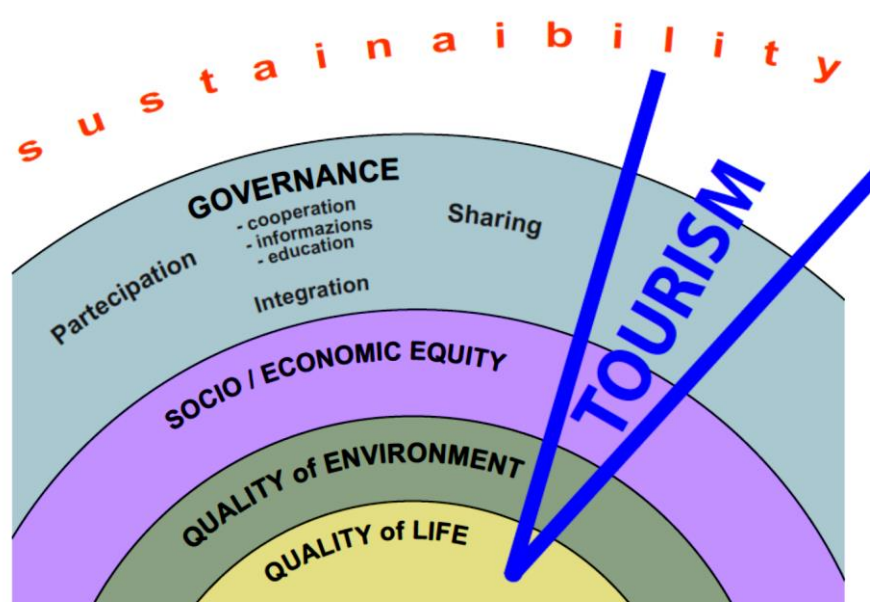 sustainaibility
GOVERNANCE
- cooperation
- informazions
- education
Partecipation
Sharing
Integration
TOURISM
SOCIO / ECONOMIC EQUITY
QUALITY of ENVIRONMENT
QUALITY of LIFE